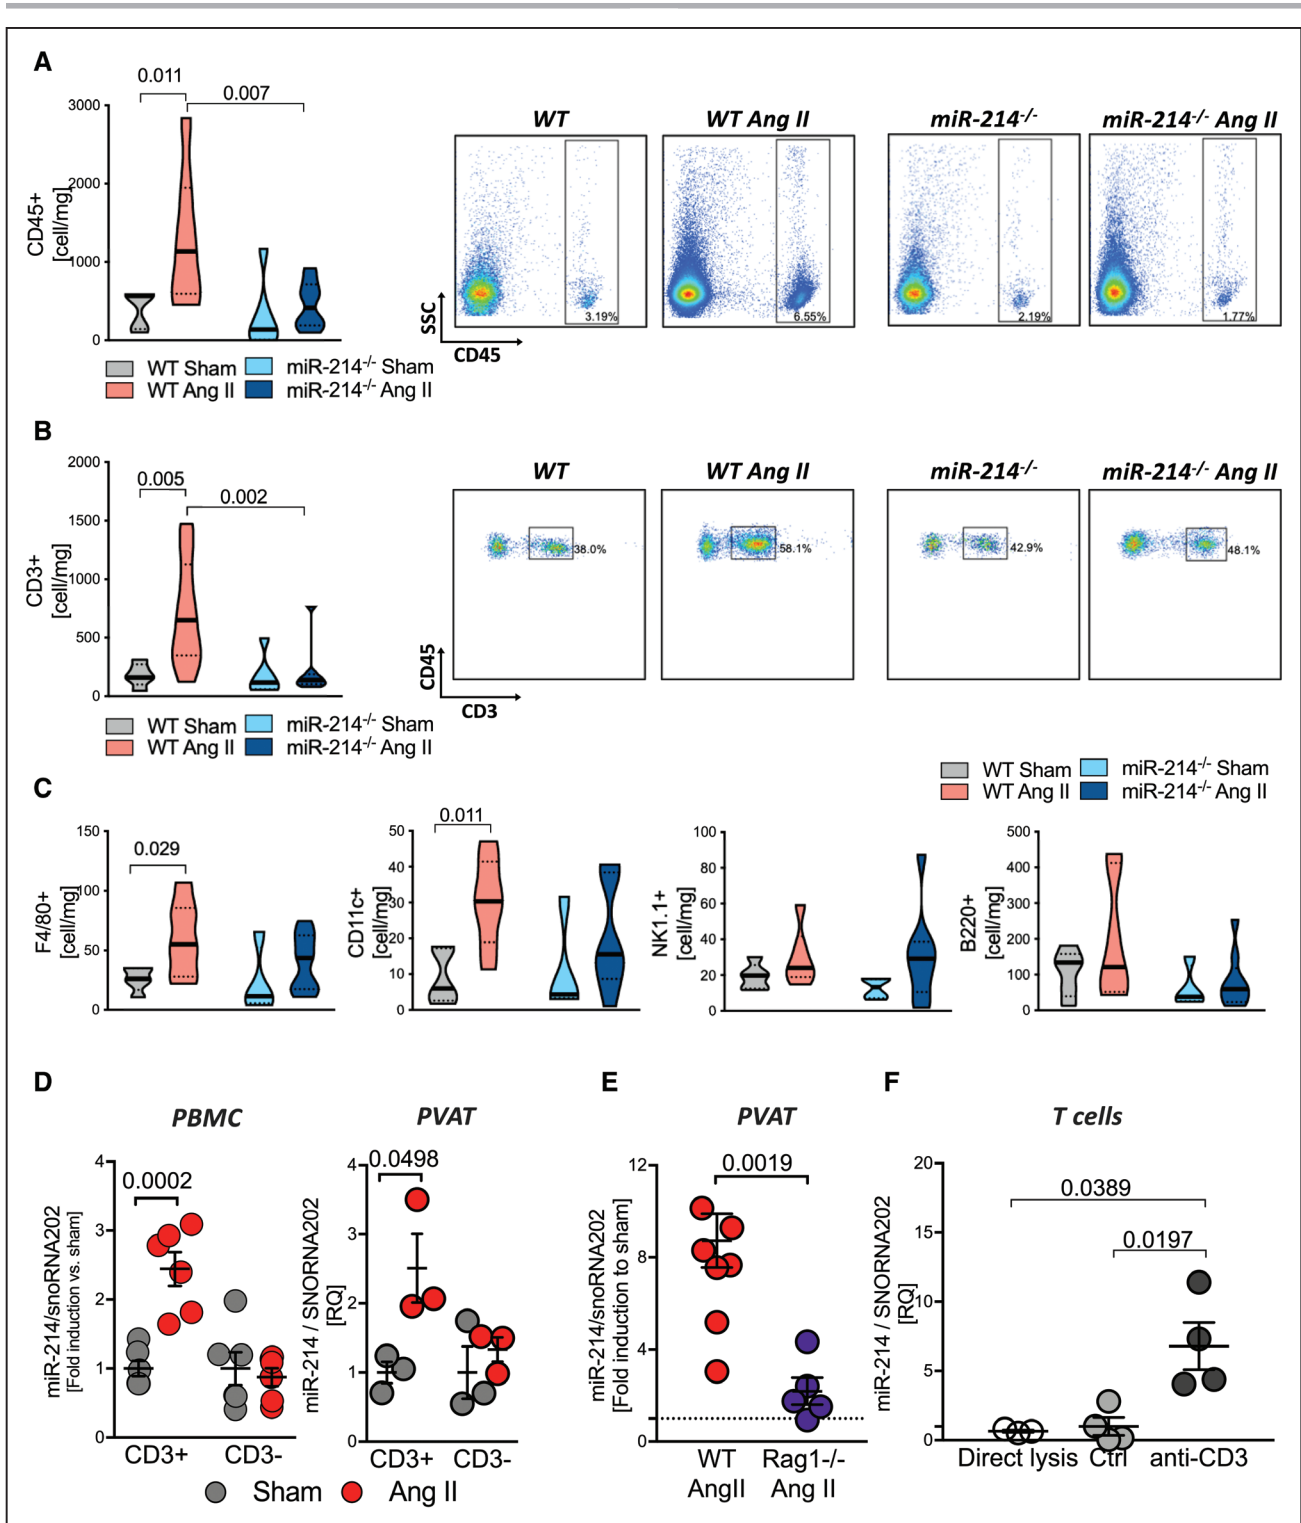 A
0.011
0.007
3000
2000
1000
0
CD45+
[cell/mg]
WT Sham
miR-214-/- Sham
WT Ang II
miR-214-/- Ang II
WT
WT Ang II
miR-214-/-
miR-214-/- Ang II
3.19%
6.55%
2.19%
1.77%
SSC
CD45
B
0.005
0.002
2000
1500
1000
500
0
CD3+
[cell/mg]
WT Sham
miR-214-/- Sham
WT Ang II
miR-214-/- Ang II
WT
WT Ang II
miR-214-/-
miR-214-/- Ang II
38.0%
58.1%
42.9%
48.1%
CD45
CD3
WT Sham
miR-214-/- Sham
WT Ang II
miR-214-/- Ang II
C
0.029
150
100
50
0
F4/80+
[cell/mg]
0.011
50
40
30
20
10
0
CD11c+
[cell/mg]
100
80
60
40
20
0
NK1.1+
[cell/mg]
500
400
300
200
100
0
B220+
[cell/mg]
D
PBMC
0.0002
4
3
2
1
0
miR-214/snoRNA202
[Fold induction vs. sham]
CD3+
CD3-
PVAT
0.0498
4
3
2
1
0
miR-214 / SNORNA202
[RQ]
CD3+
CD3-
Sham
Ang II
E
PVAT
0.0019
12
8
4
0
miR-214/snoRNA202
[Fold induction to sham]
WT
AngII
Rag1-/-
Ang II
F
T cells
0.0389
0.0197
20
15
10
5
0
miR-214 / SNORNA202
[RQ]
Direct lysis
Ctrl
anti-CD3